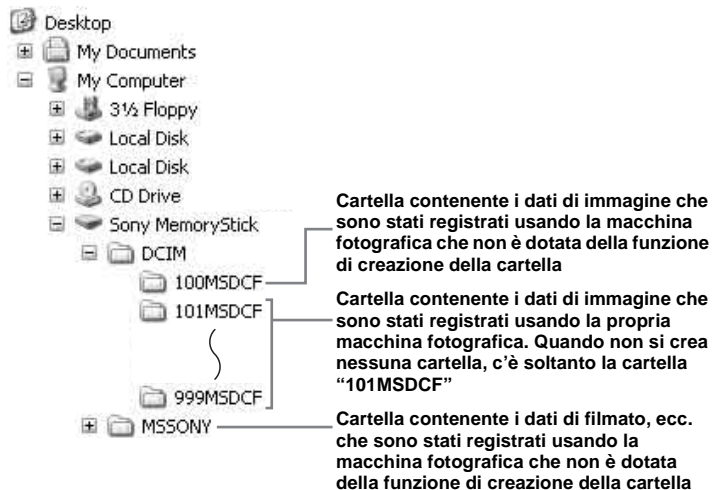 Desktop
My Documents
My Computer
3½ Floppy
Local Disk
Local Disk
CD Drive
Sony MemoryStick
DCIM
100MSDCF
101MSDCF
999MSDCF
MSSONY
Cartella contenente i dati di immagine che
sono stati registrati usando la macchina
fotografica che non è dotata della funzione
di creazione della cartella
Cartella contenente i dati di immagine che
sono stati registrati usando la propria
macchina fotografica. Quando non si crea
nessuna cartella, c’è soltanto la cartella
“101MSDCF”
Cartella contenente i dati di filmato, ecc.
che sono stati registrati usando la
macchina fotografica che non è dotata
della funzione di creazione della cartella